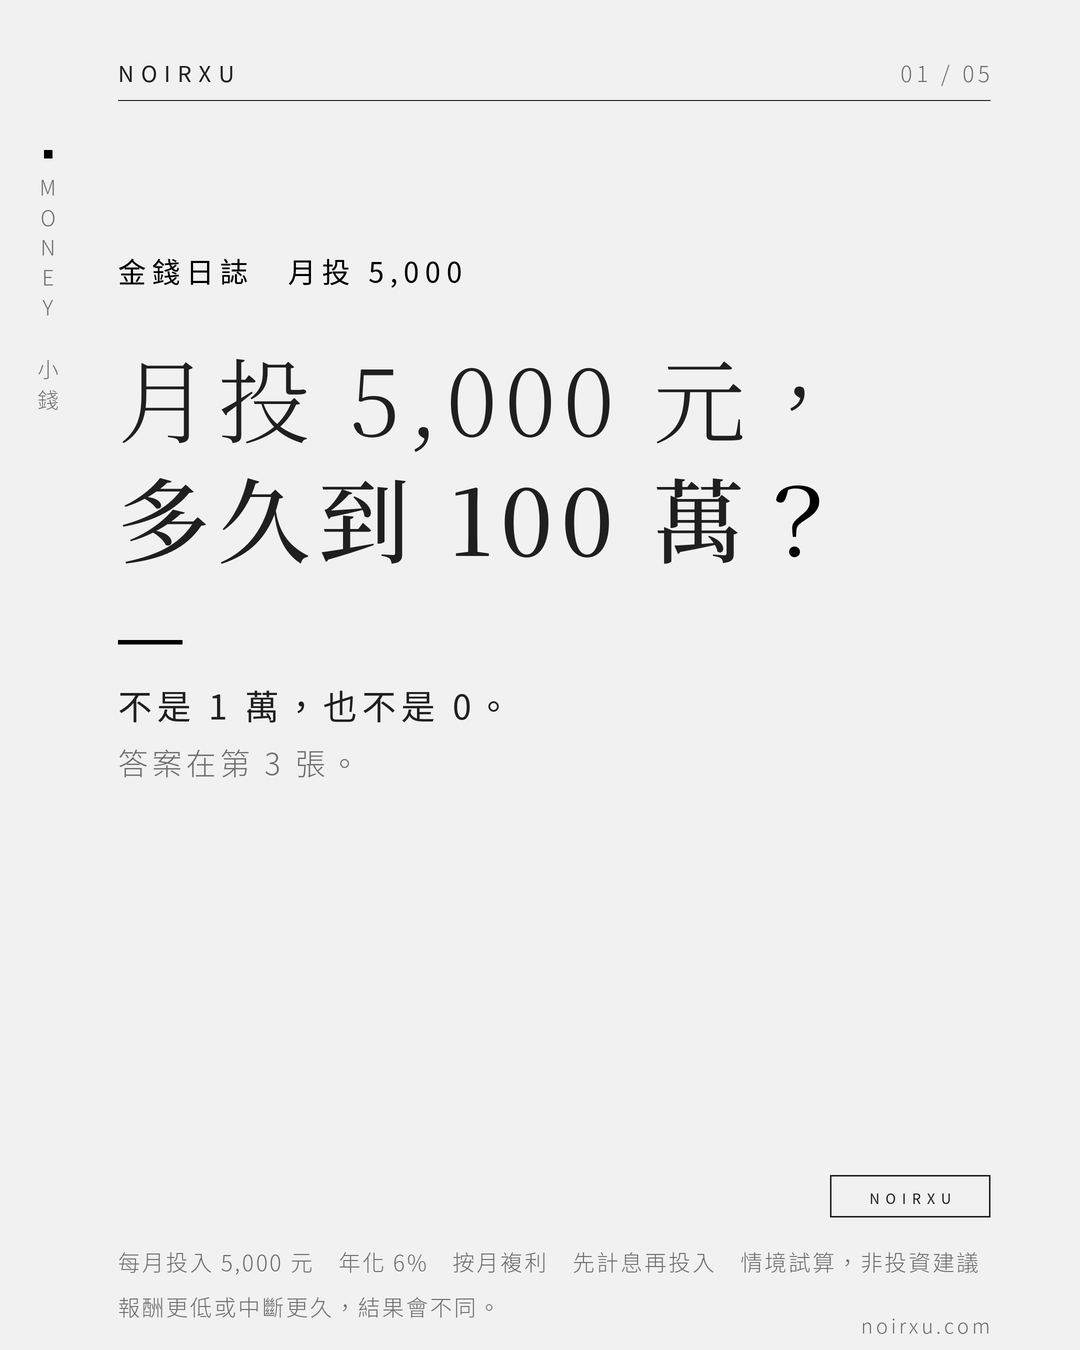 NOIRXU
01 / 05
MONEY 小錢
金錢日誌　月投 5,000
月投 5,000 元，
多久到 100 萬？
不是 1 萬，也不是 0。
答案在第 3 張。
NOIRXU
每月投入 5,000 元　年化 6%　按月複利　先計息再投入　情境試算，非投資建議
報酬更低或中斷更久，結果會不同。
noirxu.com